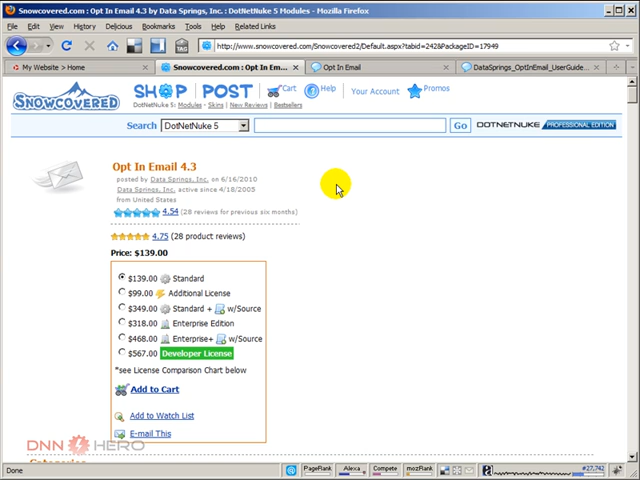 Snowcovered.com : Opt In Email 4.3 by Data Springs, Inc. : DotNetNuke 5 Modules - Mozilla Firefox
File Edit View History Delicious Bookmarks Tools Help Related Links
http://www.snowcovered.com/Snowcovered2/Default.aspx?tabid=242&PackageID=17949
My Website > Home
Snowcovered.com : Opt In Em...
Opt In Email
DataSprings_OptInEmail_UserGuide...
SNOWCOVERED
SHOP POST Cart Help Your Account Promos
DotNetNuke 5: Modules - Skins | New Reviews | Bestsellers
Search DotNetNuke 5 Go DOTNETNUKE PROFESSIONAL EDITION
Opt In Email 4.3
posted by Data Springs, Inc. on 6/16/2010
Data Springs, Inc. active since 4/18/2005
from United States
4.54 (28 reviews for previous six months)
4.75 (28 product reviews)
Price: $139.00
$139.00 Standard
$99.00 Additional License
$349.00 Standard + w/Source
$318.00 Enterprise Edition
$468.00 Enterprise+ w/Source
$567.00 Developer License
*see License Comparison Chart below
Add to Cart
Add to Watch List
E-mail This
DNN HERO
Categories
Done PageRank Alexa Compete mozRank #27,742